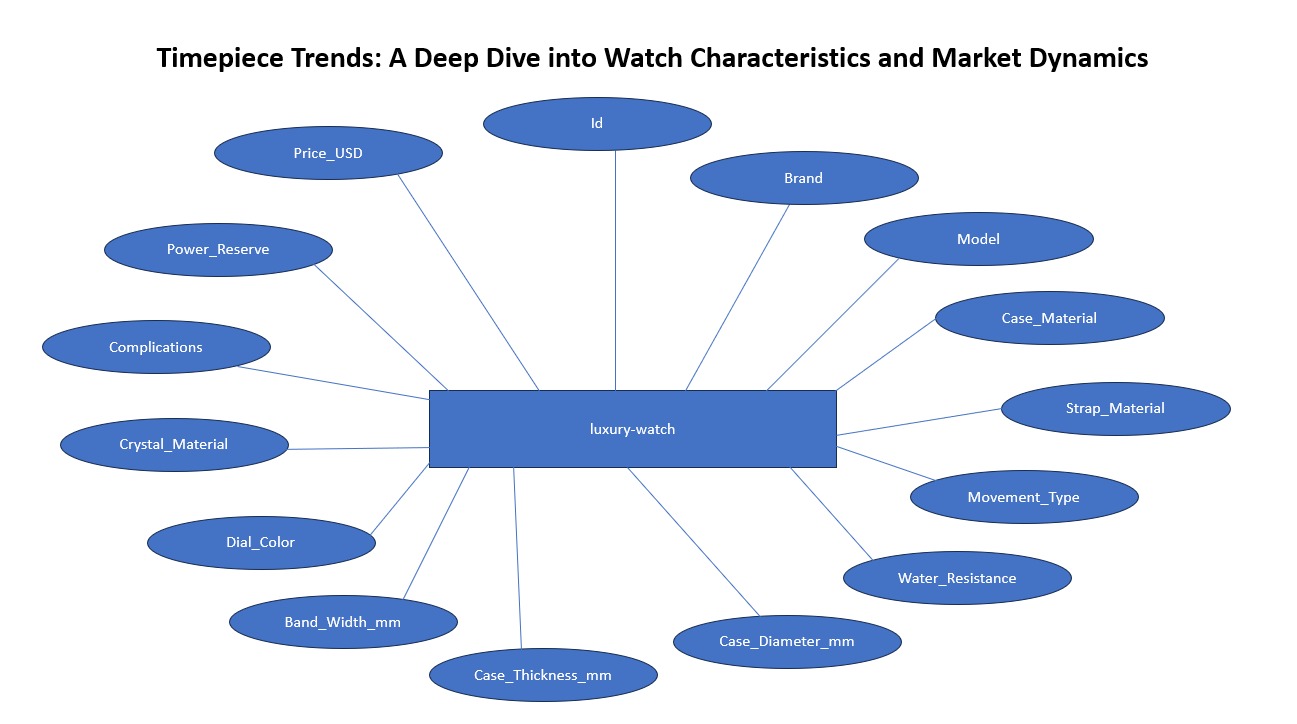 Timepiece Trends: A Deep Dive into Watch Characteristics and Market Dynamics
Id
Price_USD
Brand
Model
Power_Reserve
Case_Material
Complications
Strap_Material
luxury-watch
Crystal_Material
Movement_Type
Dial_Color
Water_Resistance
Band_Width_mm
Case_Diameter_mm
Case_Thickness_mm